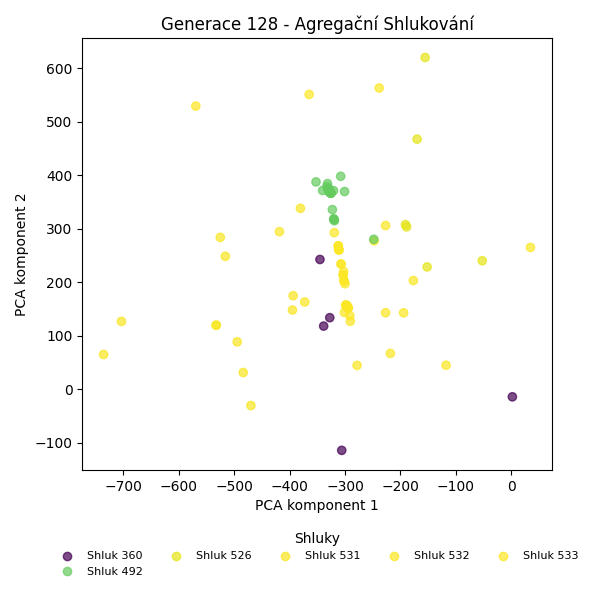 Generace 128 - Agregační Shlukování
600
500
400
300
200
100
0
−100
PCA komponent 2
−700 −600 −500 −400 −300 −200 −100 0
PCA komponent 1
Shluky
Shluk 360 Shluk 526 Shluk 531 Shluk 532 Shluk 533
Shluk 492